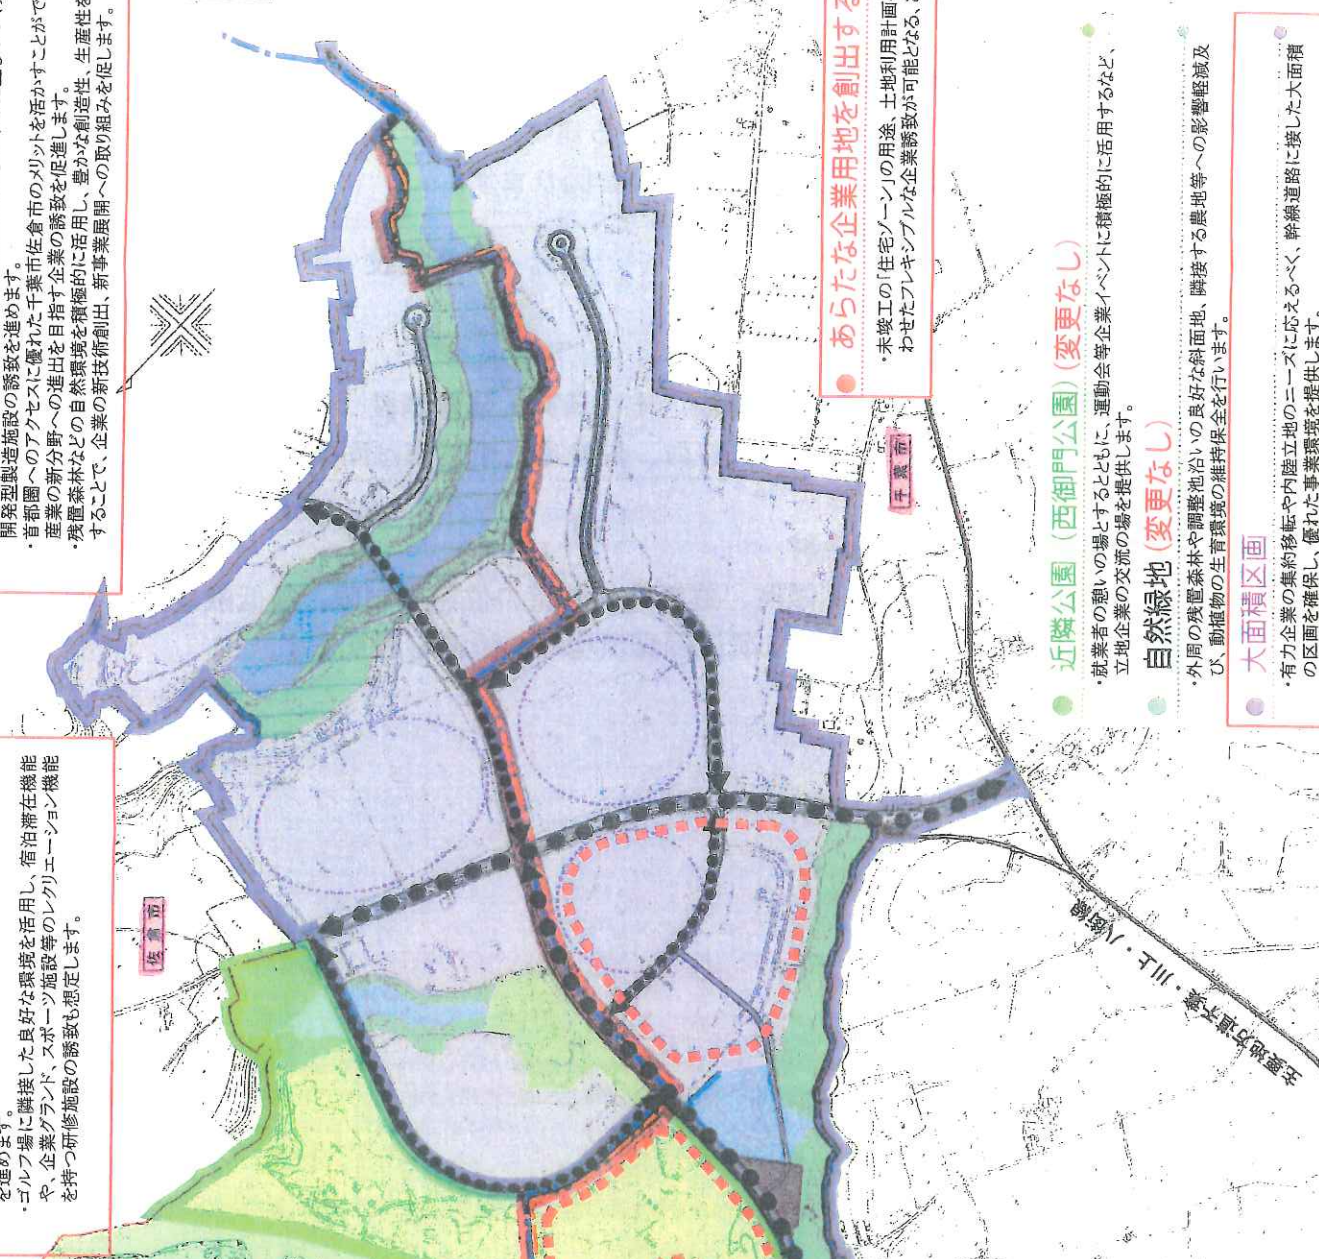 開発型製造施設の誘致を進めます。
・首都圏へのアクセスに優れた千葉市佐倉市のメリットを活かすことがで
産業の新分野への進出を目指す企業の誘致を促進します。
・残置森林などの自然環境を積極的に活用し、豊かな創造性、生産性を
することで、企業の新技術創出、新事業展開への取り組みを促します。
を進めます。
・ゴルフ場に隣接した良好な環境を活用し、宿泊滞在機能
や、企業グランド、スポーツ施設等のレクリエーション機能
を持つ研修施設の誘致も想定します。
佐倉市
あらたな企業用地を創出する
・未竣工の「住宅ゾーン」の用途、土地利用計画
わせたフレキシブルな企業誘致が可能となる、
千葉市
近隣公園（西御門公園）(変更なし)
・就業者の憩いの場とするとともに、運動会等企業イベントに積極的に活用するなど、
立地企業の交流の場を提供します。
自然緑地(変更なし)
・外周の残置森林や調整池沿いの良好な斜面地、隣接する農地等への影響軽減及
び、動植物の生育環境の維持保全を行います。
大面積区画
・有力企業の集約移転や内陸立地のニーズに応えるべく、幹線道路に接した大面積
の区画を確保し、優れた事業環境を提供します。
主要地方道千葉・川上・八街線